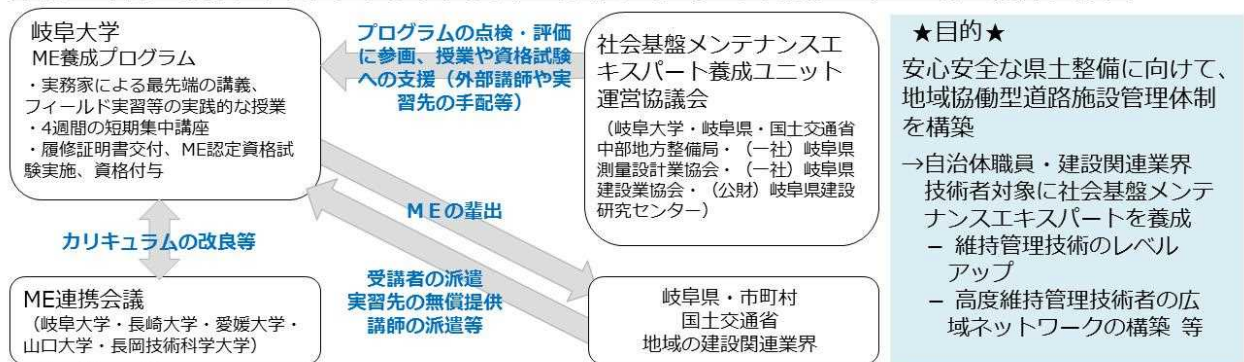 岐阜大学
ME養成プログラム
・実務家による最先端の講義、
フィールド実習等の実践的な授業
・4週間の短期集中講座
・履修証明書交付、ME認定資格試
験実施、資格付与
プログラムの点検・評価
に参画、授業や資格試験
への支援（外部講師や実
習先の手配等）
社会基盤メンテナンスエ
キスパート養成ユニット
運営協議会
（岐阜大学・岐阜県・国土交通省
中部地方整備局・（一社）岐阜県
測量設計業協会・（一社）岐阜県
建設業協会・（公財）岐阜県建設
研究センター）
MEの輩出
カリキュラムの改良等
受講者の派遣
実習先の無償提供
講師の派遣等
ME連携会議
（岐阜大学・長崎大学・愛媛大学・
山口大学・長岡技術科学大学）
岐阜県・市町村
国土交通省
地域の建設関連業界
★目的★
安心安全な県土整備に向けて、
地域協働型道路施設管理体制
を構築
→自治体職員・建設関連業界
技術者対象に社会基盤メンテ
ナンスエキスパートを養成
− 維持管理技術のレベル
アップ
− 高度維持管理技術者の広
域ネットワークの構築 等